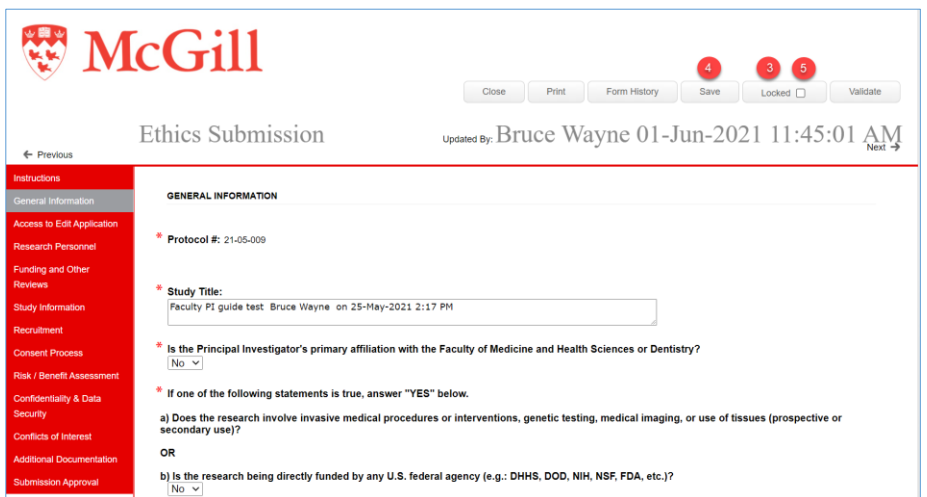 McGill
4 3 5
Close Print Form History Save Locked Validate
Ethics Submission Updated By: Bruce Wayne 01-Jun-2021 11:45:01 AM
← Previous Next →
Instructions
General Information
Access to Edit Application
Research Personnel
Funding and Other
Reviews
Study Information
Recruitment
Consent Process
Risk / Benefit Assessment
Confidentiality & Data
Security
Conflicts of Interest
Additional Documentation
Submission Approval
GENERAL INFORMATION
* Protocol #: 21-05-009
* Study Title:
Faculty PI guide test Bruce Wayne on 25-May-2021 2:17 PM
* Is the Principal Investigator's primary affiliation with the Faculty of Medicine and Health Sciences or Dentistry?
No
* If one of the following statements is true, answer "YES" below.
a) Does the research involve invasive medical procedures or interventions, genetic testing, medical imaging, or use of tissues (prospective or
secondary use)?
OR
b) Is the research being directly funded by any U.S. federal agency (e.g.: DHHS, DOD, NIH, NSF, FDA, etc.)?
No